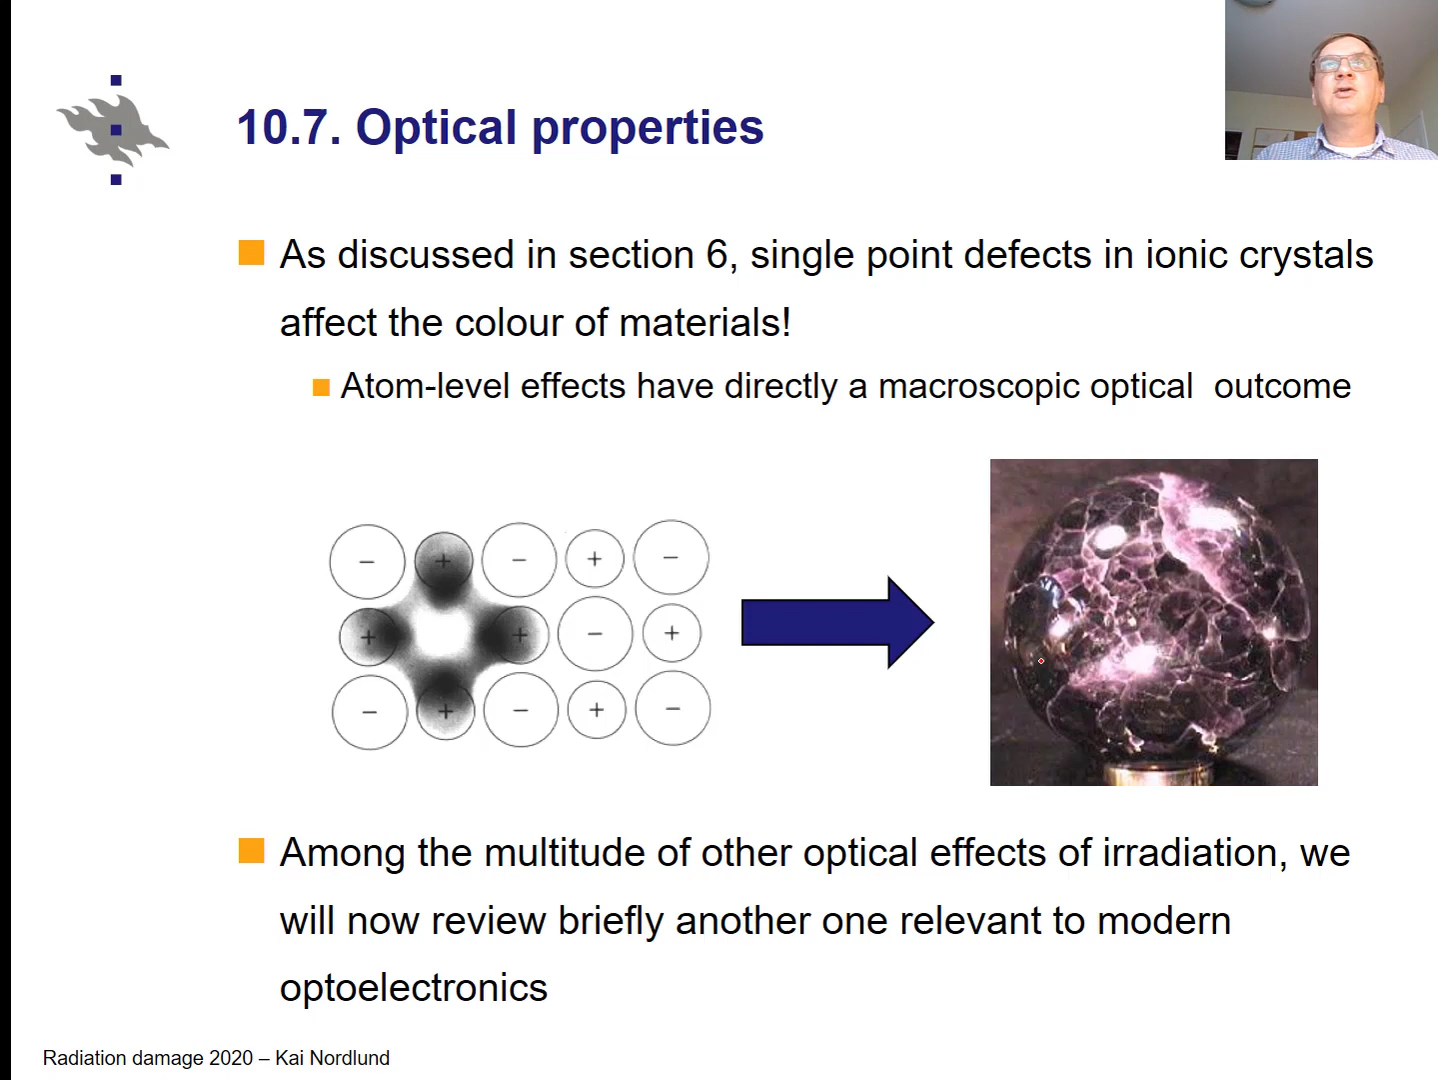 10.7. Optical properties
As discussed in section 6, single point defects in ionic crystals
affect the colour of materials!
Atom-level effects have directly a macroscopic optical outcome
− + − + −
+ + − +
− + − + −
Among the multitude of other optical effects of irradiation, we
will now review briefly another one relevant to modern
optoelectronics
Radiation damage 2020 – Kai Nordlund